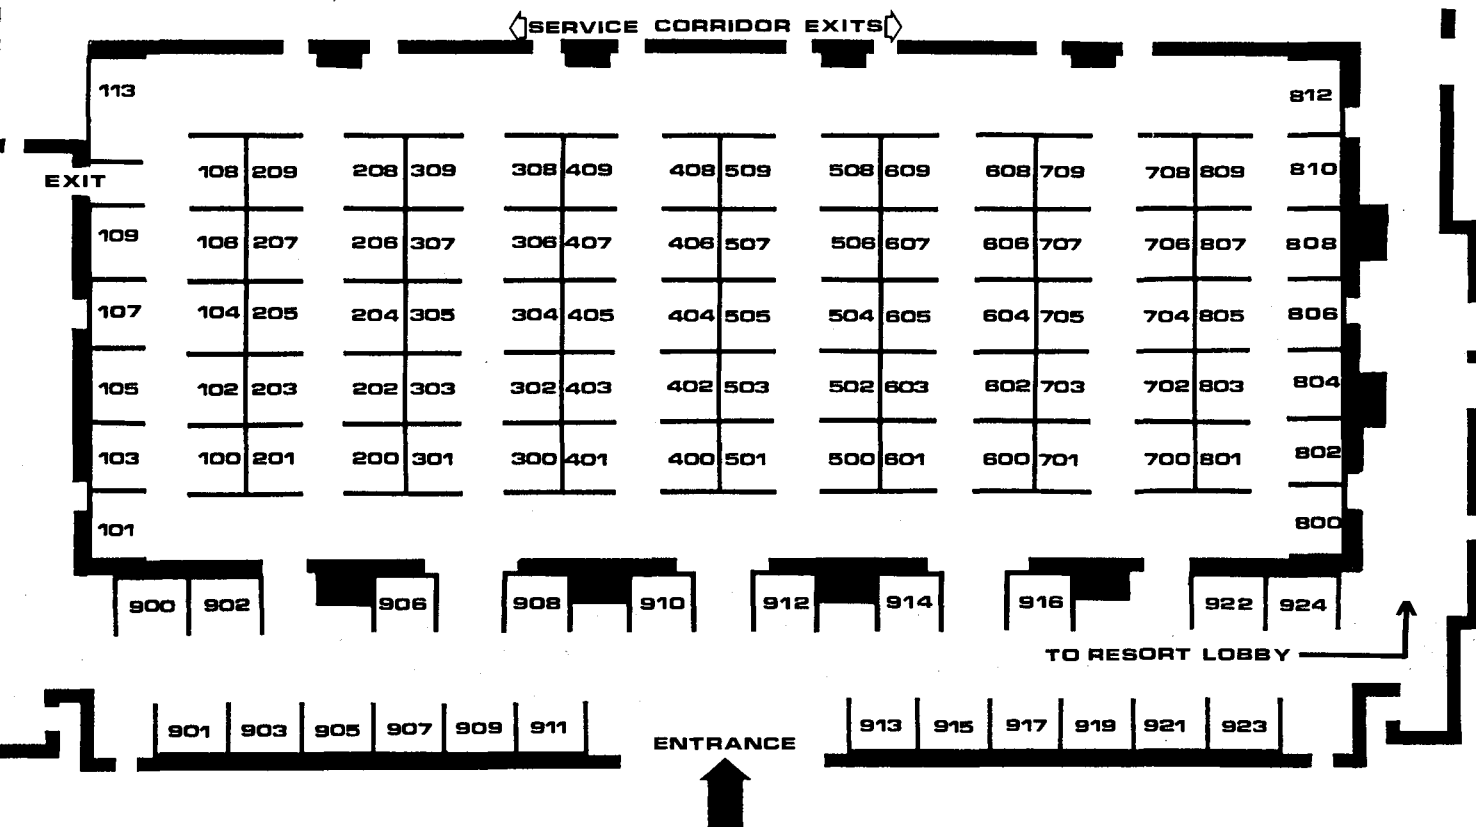 SERVICE CORRIDOR EXITS
113 812
108 209 208 309 308 409 408 509 508 609 608 709 708 809 810
EXIT
109 106 207 206 307 306 407 406 507 506 607 606 707 706 807 808
107 104 205 204 305 304 405 404 505 504 605 604 705 704 805 806
105 102 203 202 303 302 403 402 503 502 603 602 703 702 803 804
103 100 201 200 301 300 401 400 501 500 601 600 701 700 801 802
101 800
900 902 906 908 910 912 914 916 922 924
TO RESORT LOBBY
901 903 905 907 909 911 913 915 917 919 921 923
ENTRANCE